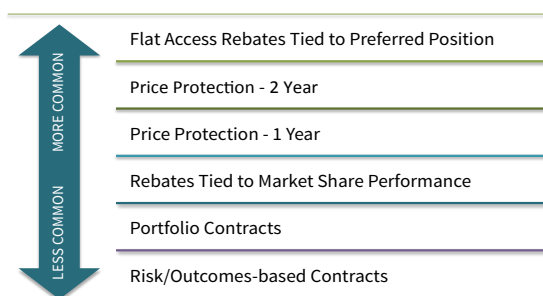 MORE COMMON
LESS COMMON
Flat Access Rebates Tied to Preferred Position
Price Protection - 2 Year
Price Protection - 1 Year
Rebates Tied to Market Share Performance
Portfolio Contracts
Risk/Outcomes-based Contracts